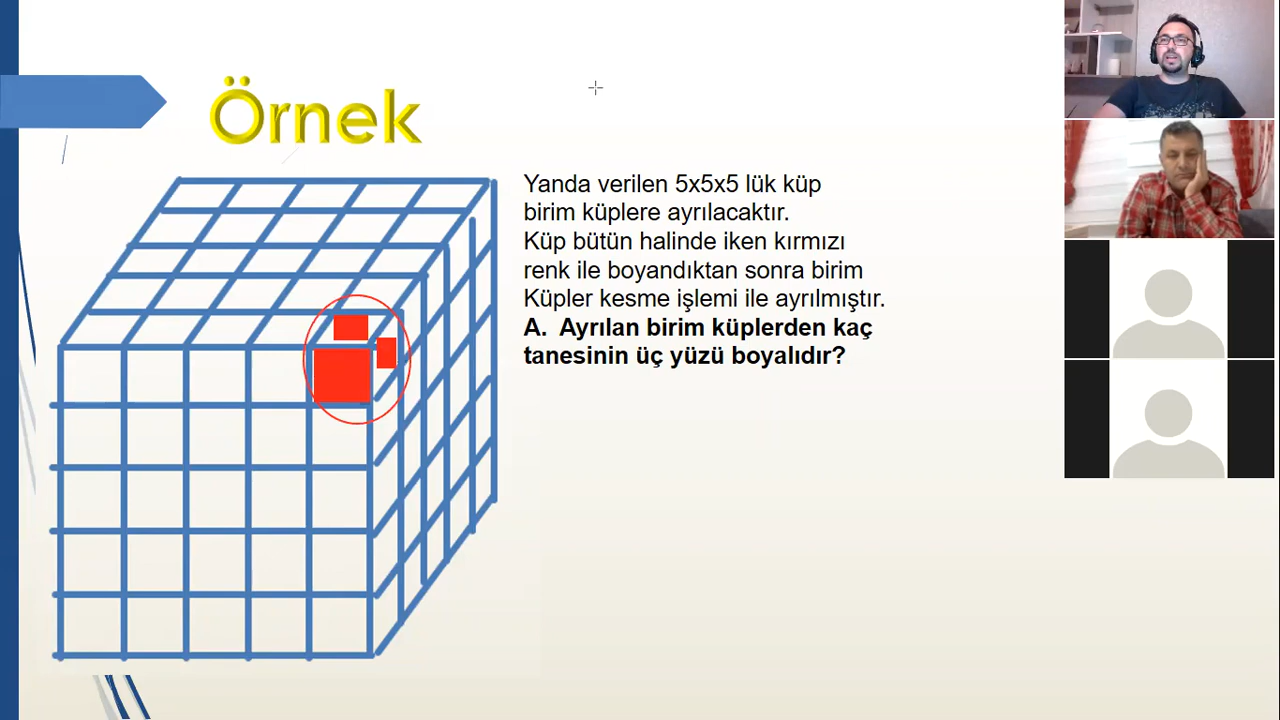 Örnek
Yanda verilen 5x5x5 lük küp
birim küplere ayrılacaktır.
Küp bütün halinde iken kırmızı
renk ile boyandıktan sonra birim
Küpler kesme işlemi ile ayrılmıştır.
A. Ayrılan birim küplerden kaç
tanesinin üç yüzü boyalıdır?